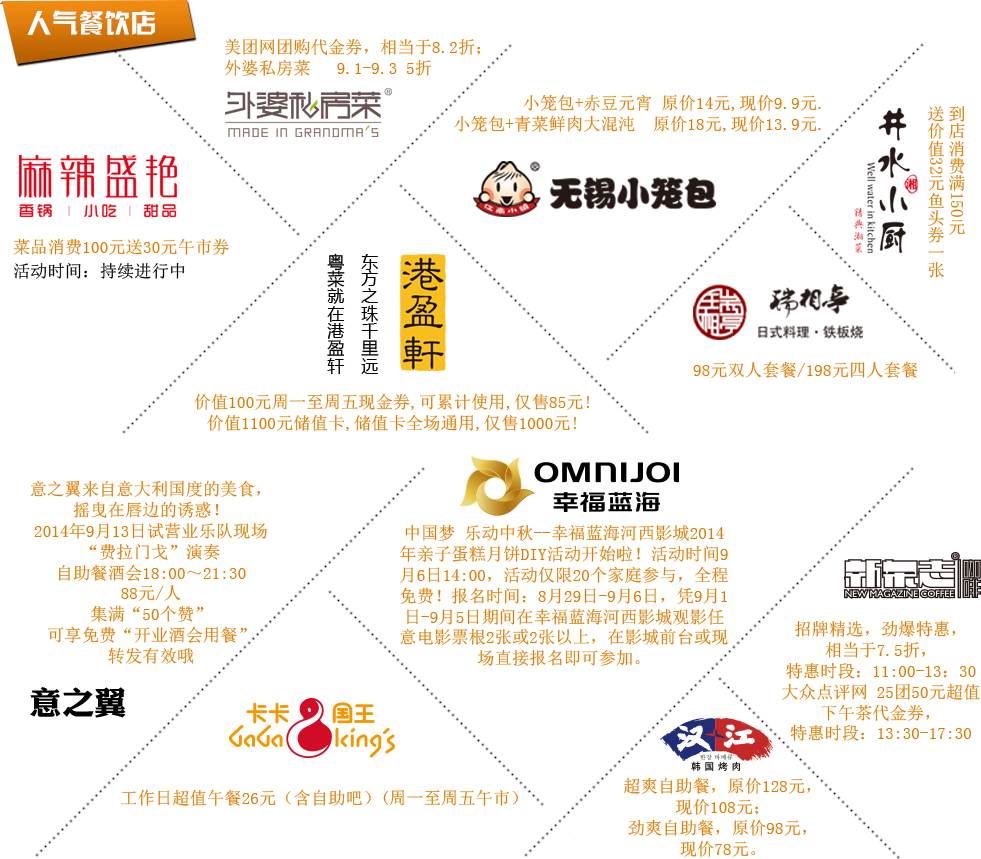 人气餐饮店
美团网团购代金券，相当于8.2折；
外婆私房菜 9.1-9.3 5折
外婆私房菜®
MADE IN GRANDMA'S
小笼包+赤豆元宵 原价14元,现价9.9元.
小笼包+青菜鲜肉大混沌 原价18元,现价13.9元.
®
江南小镇
无锡小笼包
到店消费满150元
送价值32元鱼头券一张
井水小厨
湘
Well water in kitchen
精典湘菜
麻辣盛艳
香锅 | 小吃 | 甜品
菜品消费100元送30元午市券
活动时间：持续进行中
东方之珠千里远
粤菜就在港盈轩
港盈軒
价值100元周一至周五现金券,可累计使用,仅售85元!
价值1100元储值卡,储值卡全场通用,仅售1000元!
瑞相亭
日式料理·铁板烧
98元双人套餐/198元四人套餐
意之翼来自意大利国度的美食，
摇曳在唇边的诱惑！
2014年9月13日试营业乐队现场
“费拉门戈”演奏
自助餐酒会18:00～21:30
88元/人
集满“50个赞”
可享免费“开业酒会用餐”
转发有效哦
意之翼
OMNIJOI
幸福蓝海
中国梦 乐动中秋--幸福蓝海河西影城2014
年亲子蛋糕月饼DIY活动开始啦！活动时间9
月6日14:00，活动仅限20个家庭参与，全程
免费！报名时间：8月29日-9月6日，凭9月1
日-9月5日期间在幸福蓝海河西影城观影任
意电影票根2张或2张以上，在影城前台或现
场直接报名即可参加。
新杂志®咖啡
NEW MAGAZINE COFFEE
招牌精选，劲爆特惠，
相当于7.5折，
特惠时段：11:00-13：30
大众点评网 25团50元超值
下午茶代金券，
特惠时段：13:30-17:30
卡卡国王
GaGa King's
工作日超值午餐26元（含自助吧）(周一至周五午市）
汉江
한강 바베큐
韩国烤肉
超爽自助餐，原价128元，
现价108元；
劲爽自助餐，原价98元，
现价78元。